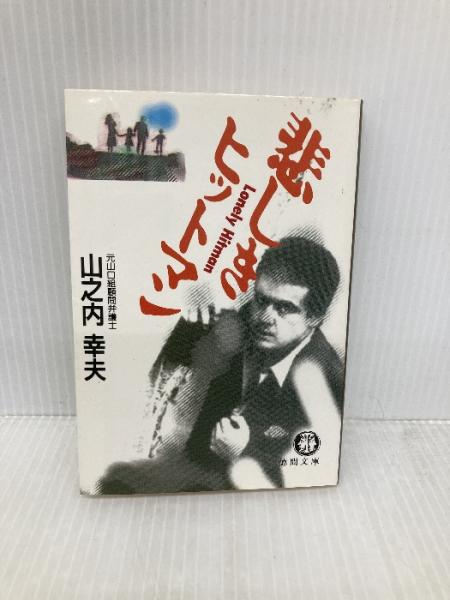 悲しき
ヒットマン
Lonely Hitman
元山口組顧問弁護士
山之内 幸夫
徳間文庫